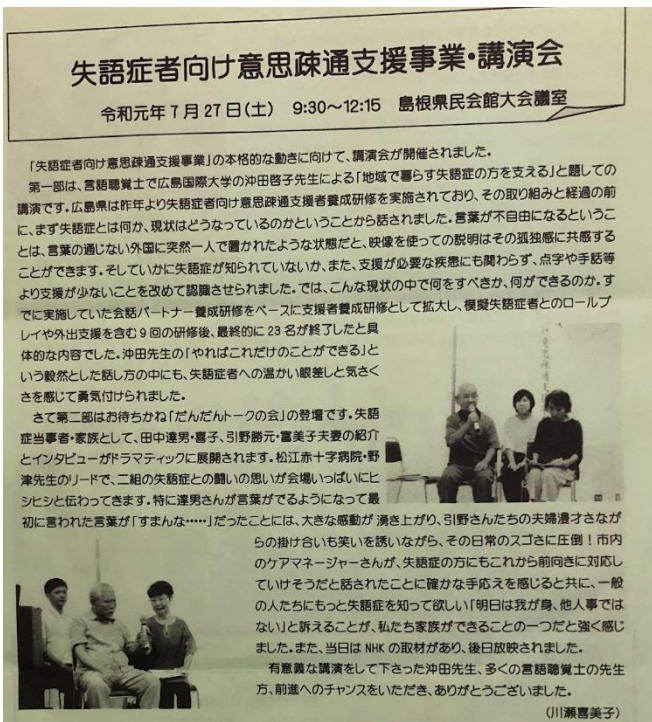 失語症者向け意思疎通支援事業・講演会
令和元年7月27日(土) 9:30～12:15 島根県民会館大会議室
「失語症者向け意思疎通支援事業」の本格的な動きに向けて、講演会が開催されました。
第一部は、言語聴覚士で広島国際大学の沖田啓子先生による「地域で暮らす失語症の方を支える」と題しての
講演です。広島県は昨年より失語症者向け意思疎通支援者養成研修を実施されており、その取り組みと経過の前
に、まず失語症とは何か、現状はどうなっているのかということから話されました。言葉が不自由になるというこ
とは、言葉の通じない外国に突然一人で置かれたような状態だと、映像を使っての説明はその孤独感に共感する
ことができます。そしていかに失語症が知られていないか、また、支援が必要な疾患にも関わらず、点字や手話等
より支援が少ないことを改めて認識させられました。では、こんな現状の中で何をすべきか、何ができるのか。す
でに実施していた会話パートナー養成研修をベースに支援者養成研修として拡大し、模擬失語症者とのロールプ
レイや外出支援を含む9回の研修後、最終的に23名が終了したと具
体的な内容でした。沖田先生の「やればこれだけのことができる」と
いう毅然とした話し方の中にも、失語症者への温かい眼差しと気さく
さを感じて勇気付けられました。
さて第二部はお待ちかね「だんだんトークの会」の登壇です。失語
症当事者・家族として、田中達男・喜子、引野勝元・富美子夫妻の紹介
とインタビューがドラマティックに展開されます。松江赤十字病院・野
津先生のリードで、二組の失語症との闘いの思いが会場いっぱいにヒ
シヒシと伝わってきます。特に達男さんが言葉がでるようになって最
初に言われた言葉が「すまんな……」だったことには、大きな感動が湧き上がり、引野さんたちの夫婦漫才さなが
らの掛け合いも笑いを誘いながら、その日常のスゴさに圧倒！市内
のケアマネージャーさんが、失語症の方にもこれから前向きに対応し
ていけそうだと話されたことに確かな手応えを感じると共に、一般
の人たちにもっと失語症を知って欲しい「明日は我が身、他人事では
ない」と訴えることが、私たち家族ができることの一つだと強く感じ
ました。また、当日はNHKの取材があり、後日放映されました。
有意義な講演をして下さった沖田先生、多くの言語聴覚士の先生
方、前進へのチャンスをいただき、ありがとうございました。
(川瀬喜美子)